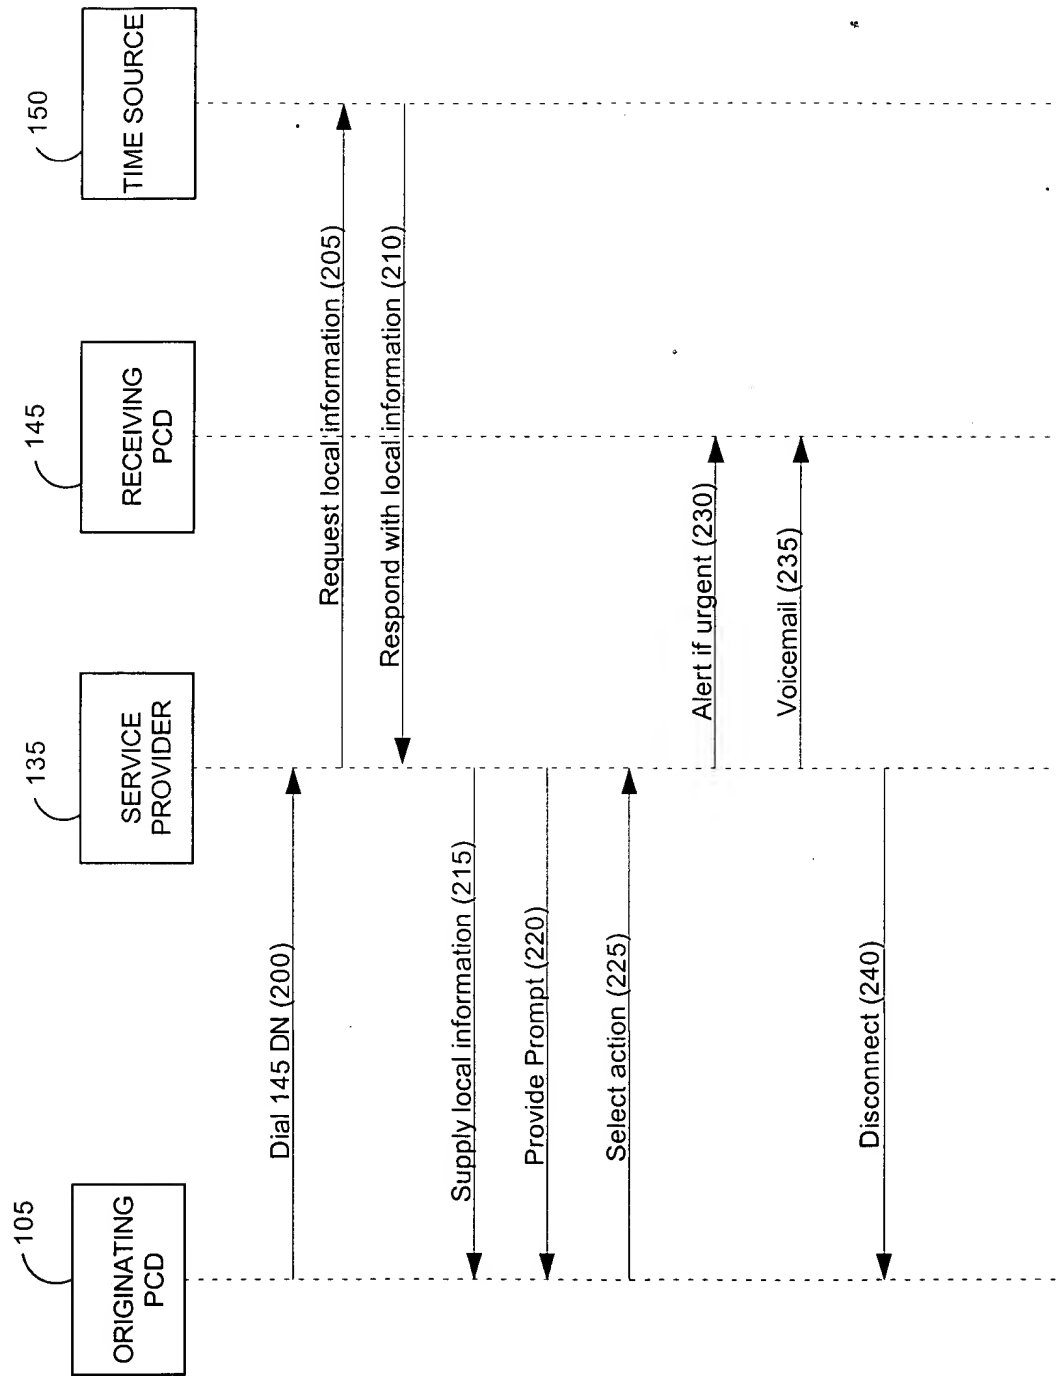 105
ORIGINATING
PCD
135
SERVICE
PROVIDER
145
RECEIVING
PCD
150
TIME SOURCE
Dial 145 DN (200)
Request local information (205)
Respond with local information (210)
Supply local information (215)
Provide Prompt (220)
Select action (225)
Alert if urgent (230)
Voicemail (235)
Disconnect (240)